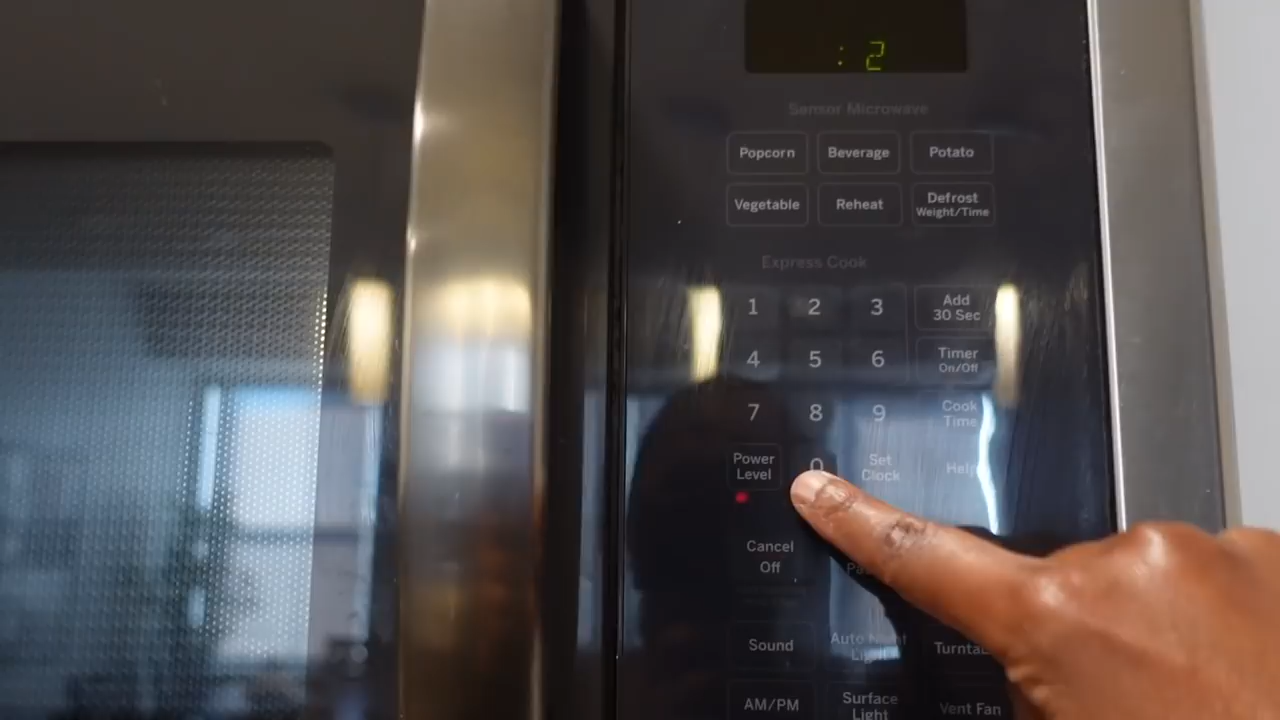 : 2
Sensor Microwave
Popcorn Beverage Potato
Vegetable Reheat Defrost
Weight/Time
Express Cook
1 2 3 Add
30 Sec
4 5 6 Timer
On/Off
7 8 9 Cook
Time
Power 0 Set Help
Level Clock
Cancel
Off
Sound Auto Night
Light
AM/PM Surface Vent Fan
Light